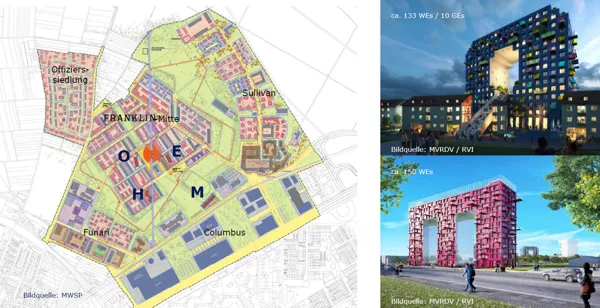 Offiziers-
siedlung
Sullivan
FRANKLIN-Mitte
O
E
H
M
Funari
Columbus
Bildquelle: MWSP
ca. 133 WEs / 10 GEs
Bildquelle: MVRDV / RVI
ca. 150 WEs
Bildquelle: MVRDV / RVI